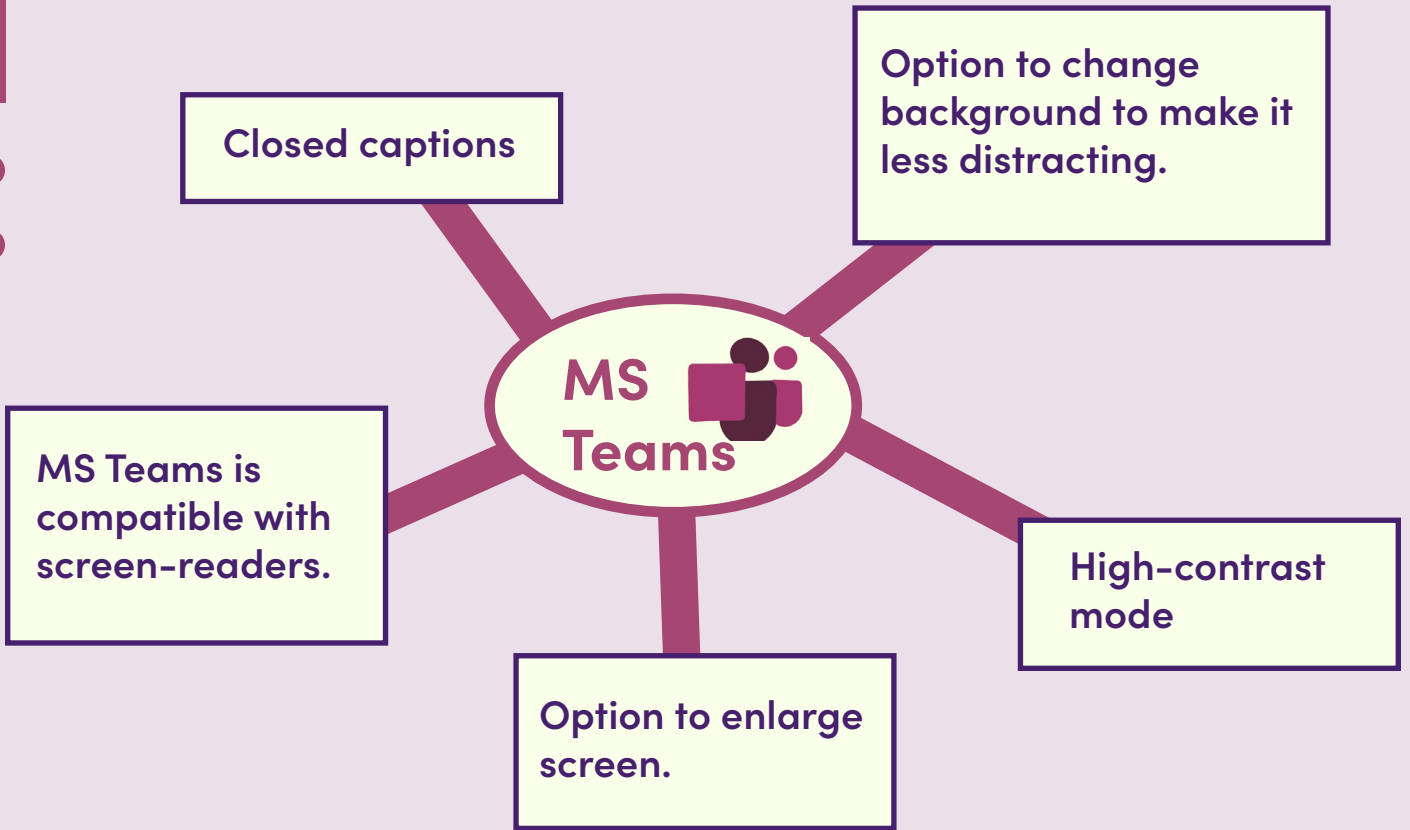 Option to change
background to make it
less distracting.
Closed captions
MS
Teams
MS Teams is
compatible with
screen-readers.
High-contrast
mode
Option to enlarge
screen.